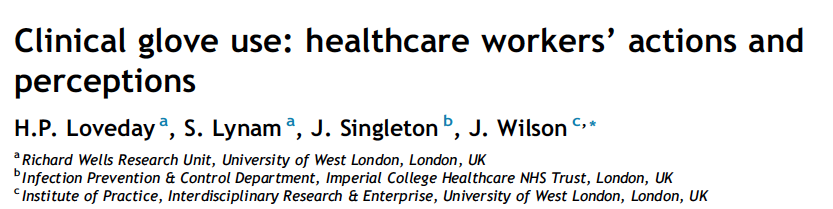 Clinical glove use: healthcare workers’ actions and
perceptions
H.P. Loveday a, S. Lynam a, J. Singleton b, J. Wilson c,*
a Richard Wells Research Unit, University of West London, London, UK
b Infection Prevention & Control Department, Imperial College Healthcare NHS Trust, London, UK
c Institute of Practice, Interdisciplinary Research & Enterprise, University of West London, London, UK